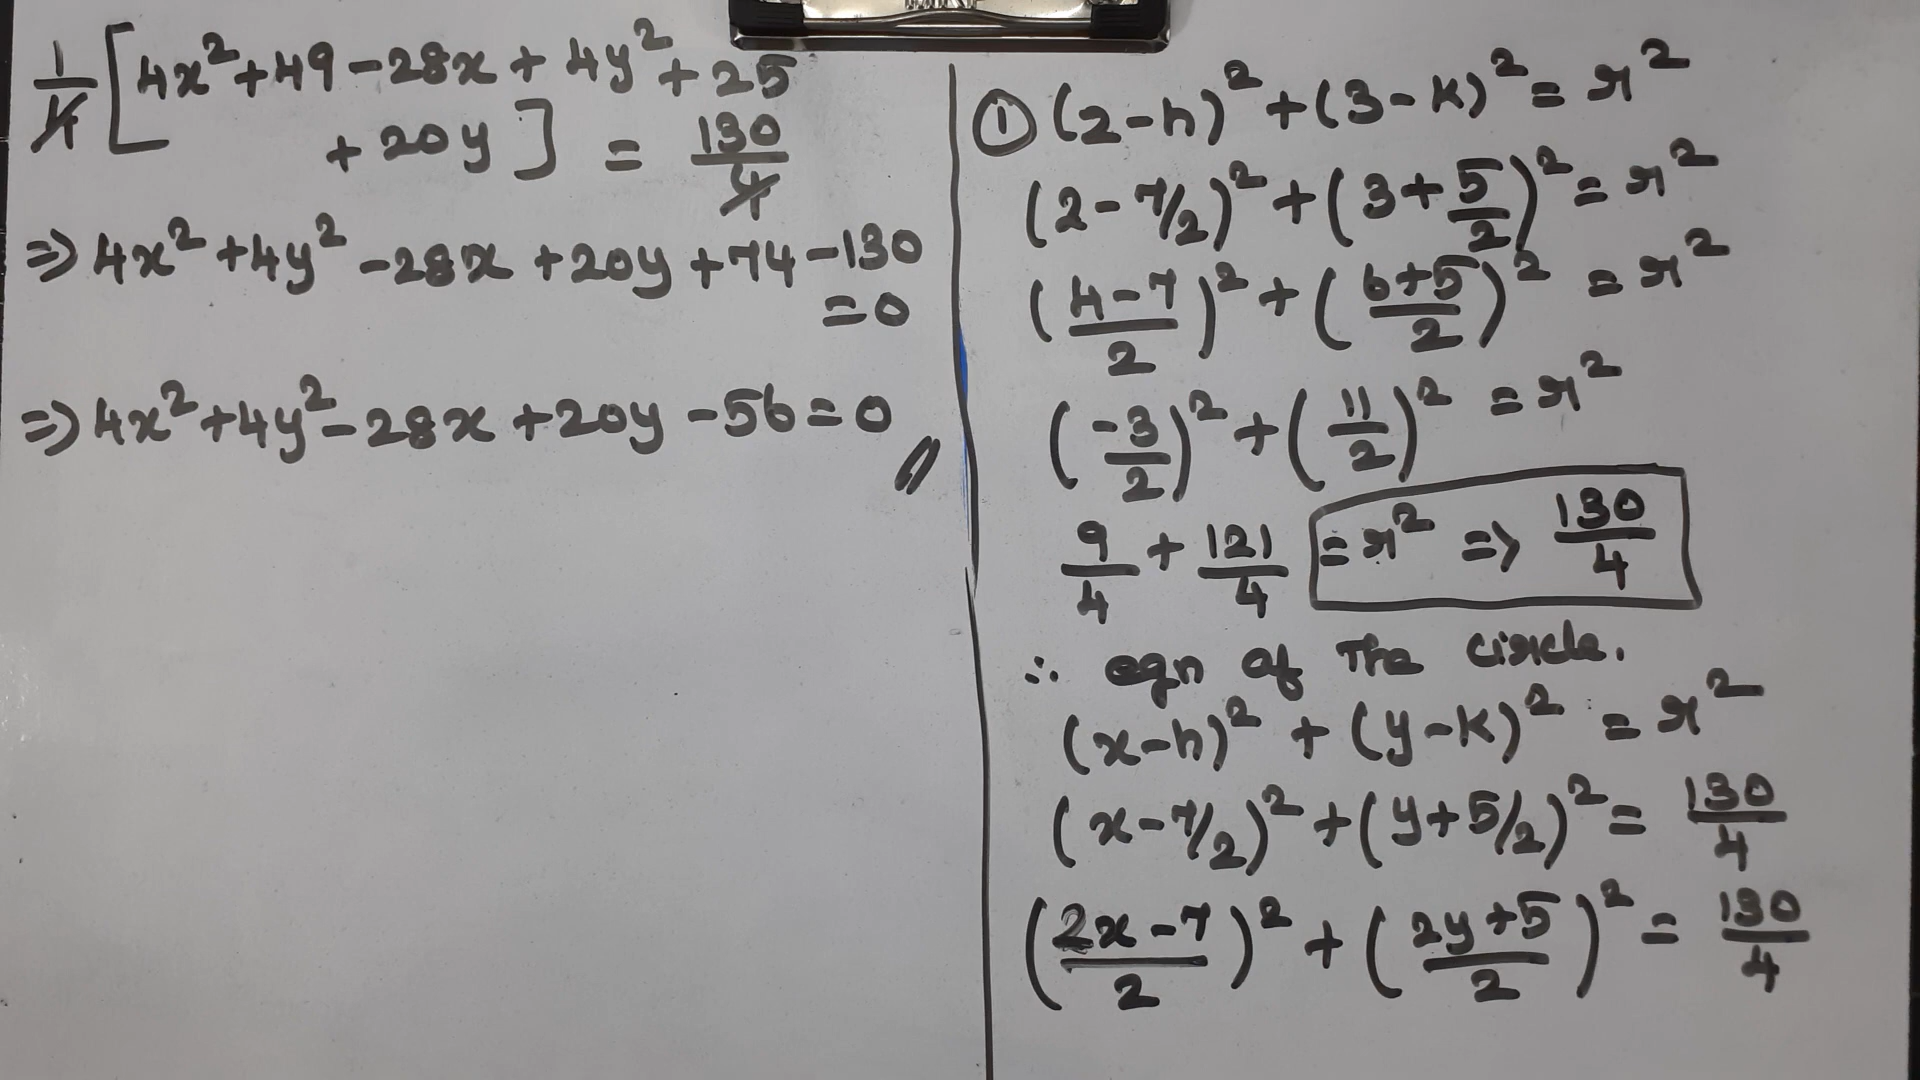 1/4 [4x² + 49 - 28x + 4y² + 25
+ 20y] = 130/4
⇒ 4x² + 4y² - 28x + 20y + 74 - 130
= 0
⇒ 4x² + 4y² - 28x + 20y - 56 = 0 //
① (2-h)² + (3-k)² = r²
(2 - 7/2)² + (3 + 5/2)² = r²
((4-7)/2)² + ((6+5)/2)² = r²
(-3/2)² + (11/2)² = r²
9/4 + 121/4 = r² ⇒ 130/4
∴ eqn of the circle.
(x-h)² + (y-k)² = r²
(x - 7/2)² + (y + 5/2)² = 130/4
((2x-7)/2)² + ((2y+5)/2)² = 130/4